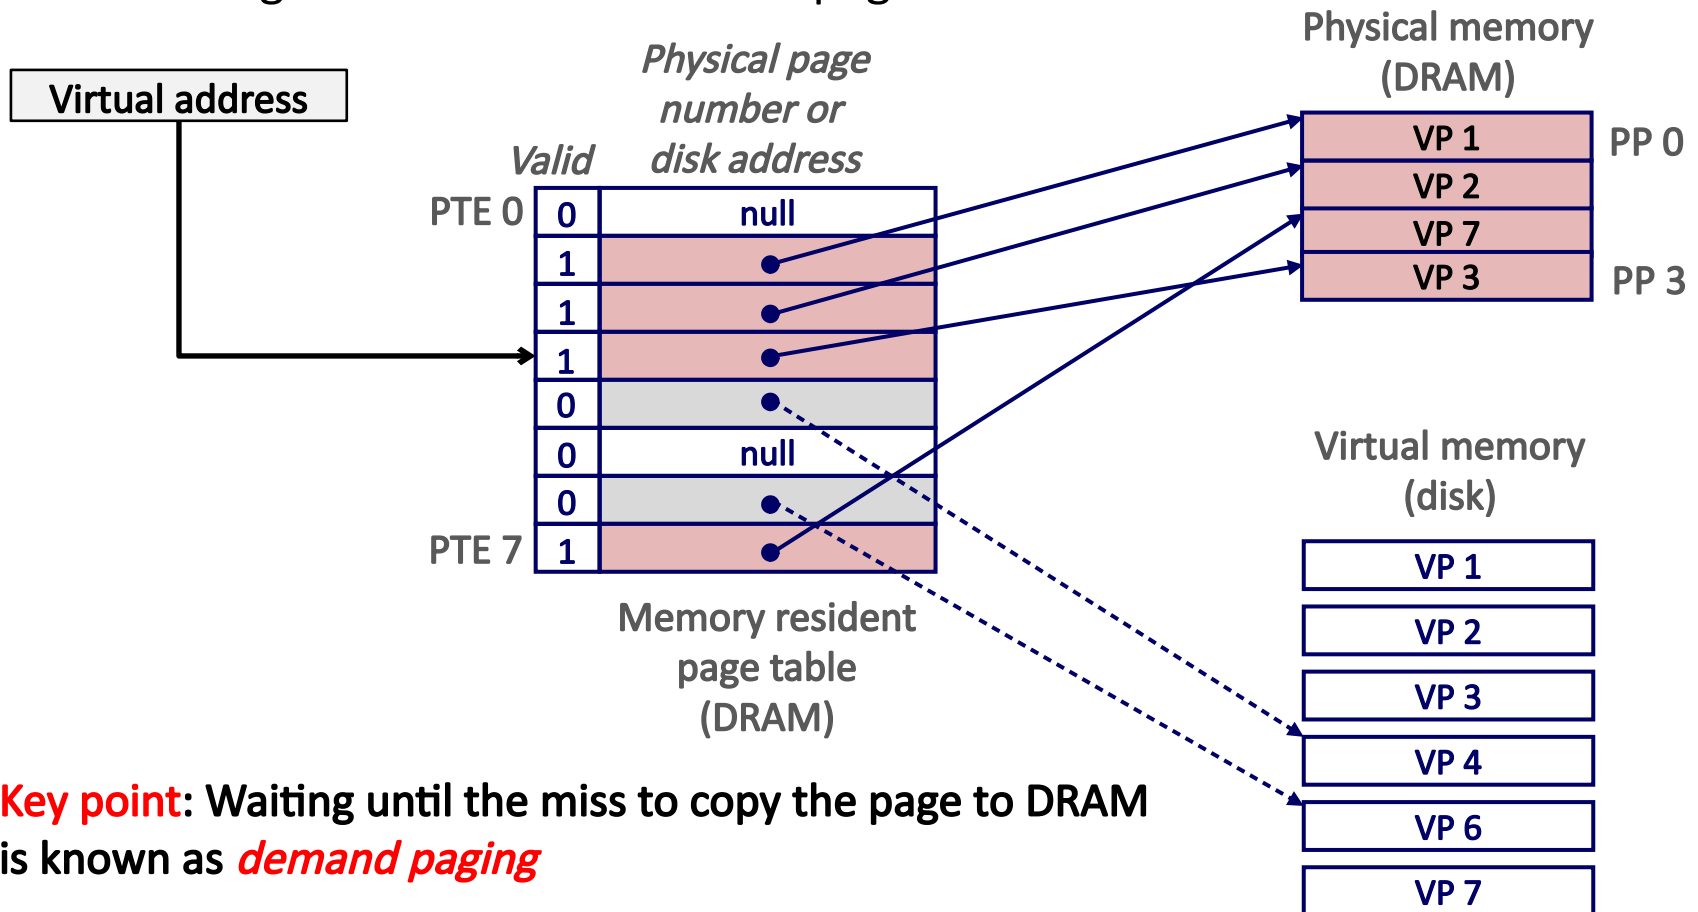 Physical memory
(DRAM)
Virtual address
Physical page
number or
disk address
Valid
PTE 0
0
null
1
1
1
0
0
null
0
PTE 7
1
VP 1
PP 0
VP 2
VP 7
VP 3
PP 3
Memory resident
page table
(DRAM)
Virtual memory
(disk)
VP 1
VP 2
VP 3
VP 4
VP 6
VP 7
Key point: Waiting until the miss to copy the page to DRAM
is known as demand paging